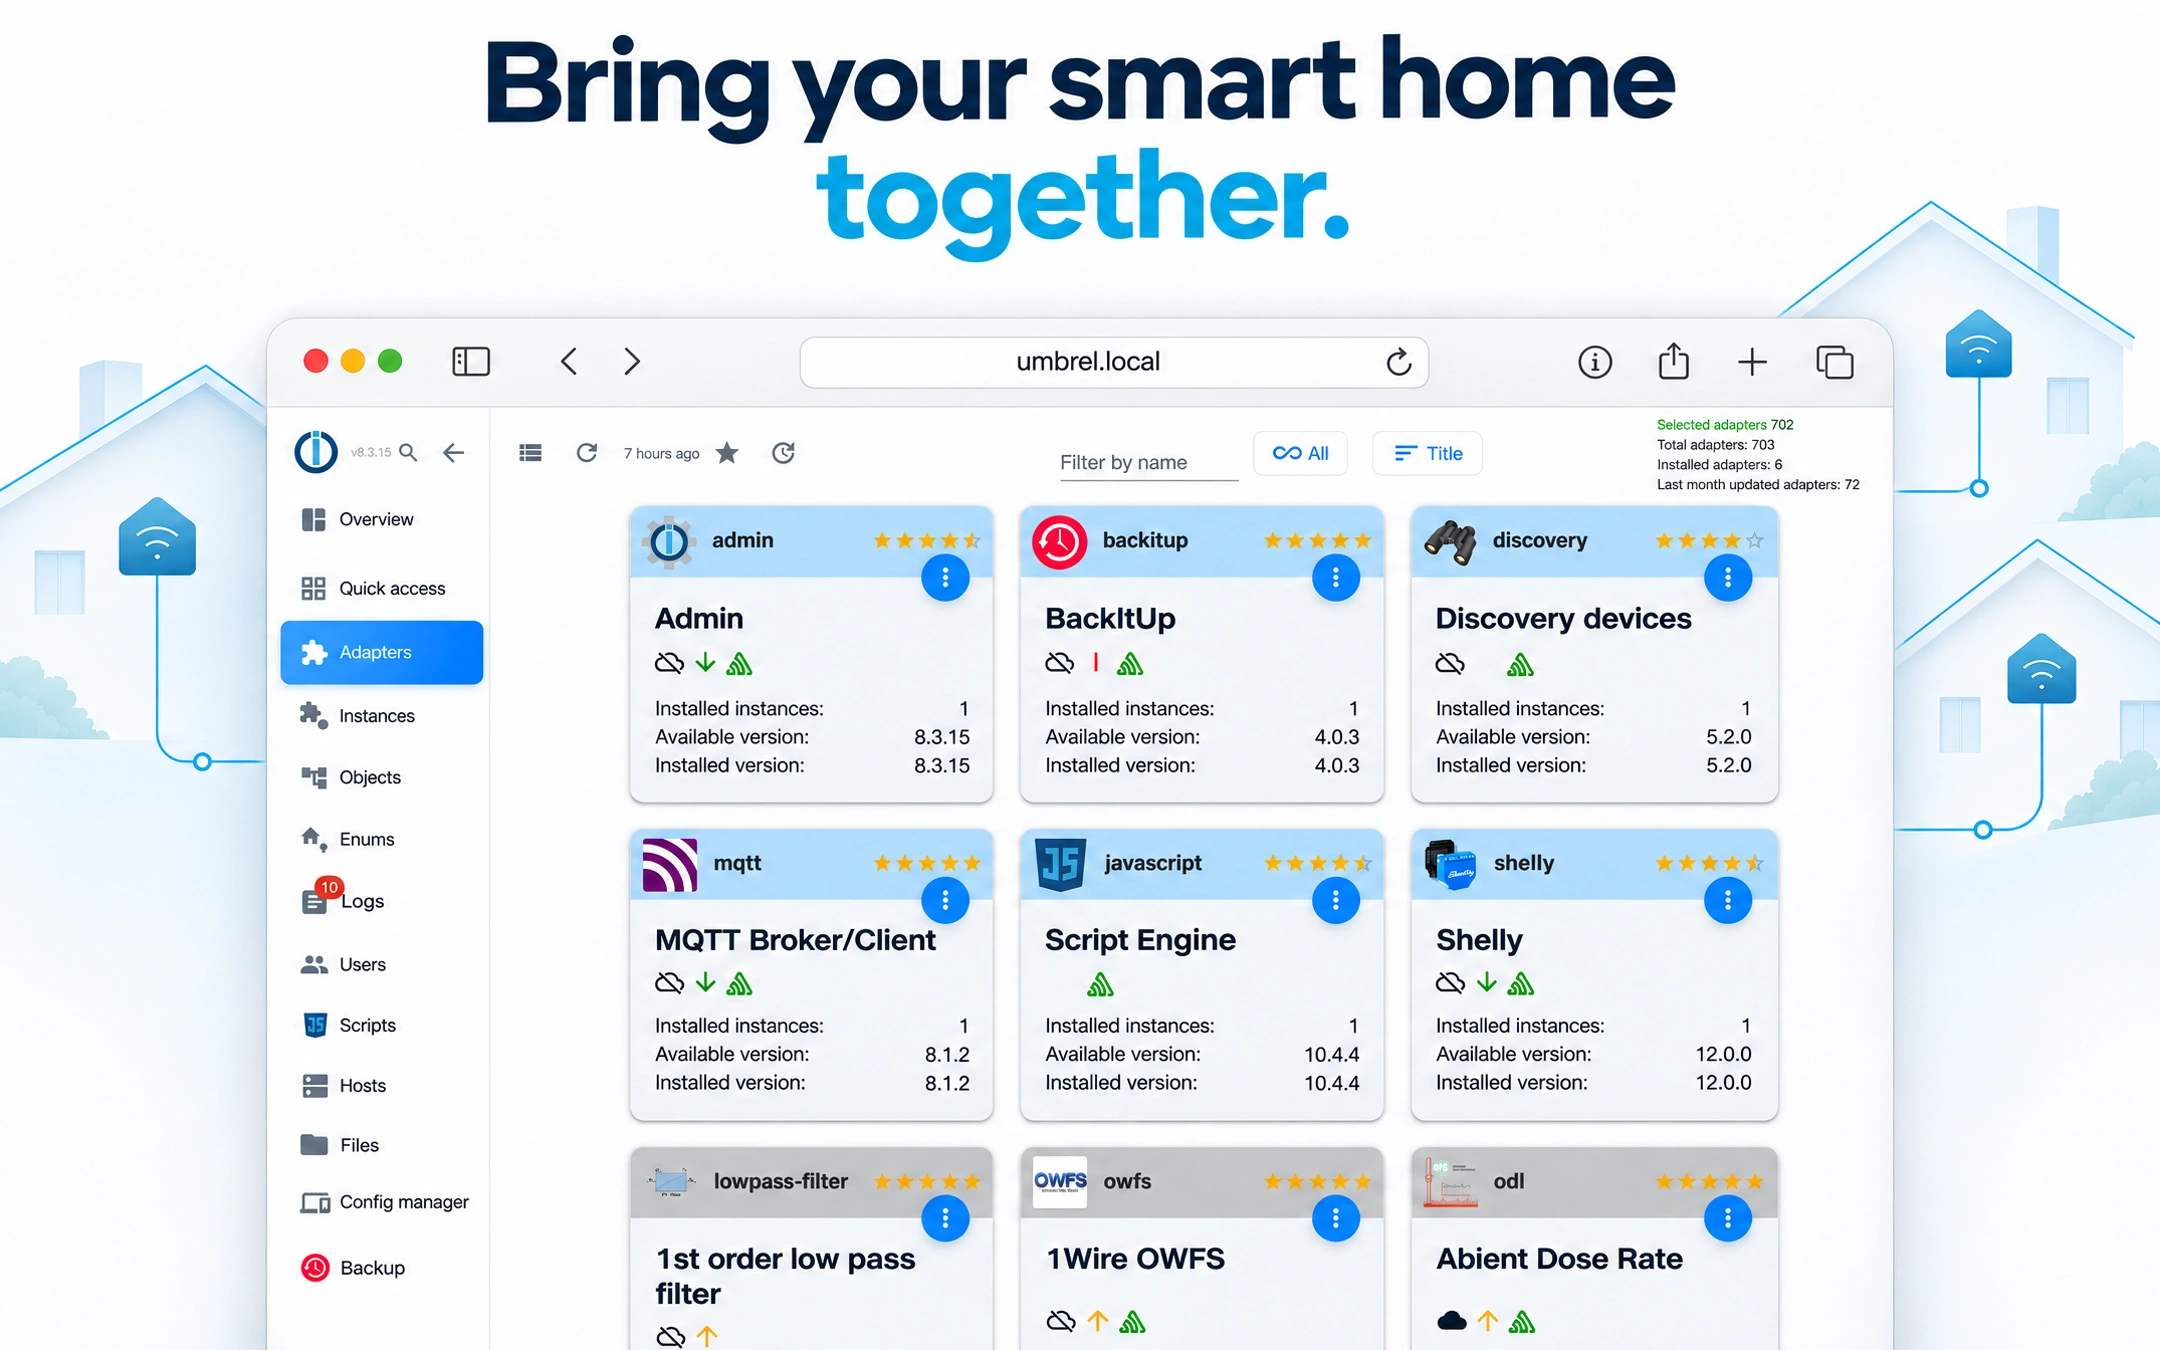 Bring your smart home
together.
umbrel.local
v8.3.15
7 hours ago
Filter by name
All
Title
Selected adapters 702
Total adapters: 703
Installed adapters: 6
Last month updated adapters: 72
Overview
Quick access
Adapters
Instances
Objects
Enums
10
Logs
Users
JS
Scripts
Hosts
Files
Config manager
Backup
admin
Admin
Installed instances: 1
Available version: 8.3.15
Installed version: 8.3.15
backitup
BackItUp
Installed instances: 1
Available version: 4.0.3
Installed version: 4.0.3
discovery
Discovery devices
Installed instances: 1
Available version: 5.2.0
Installed version: 5.2.0
mqtt
MQTT Broker/Client
Installed instances: 1
Available version: 8.1.2
Installed version: 8.1.2
JS
javascript
Script Engine
Installed instances: 1
Available version: 10.4.4
Installed version: 10.4.4
shelly
Shelly
Installed instances: 1
Available version: 12.0.0
Installed version: 12.0.0
lowpass-filter
1st order low pass
filter
OWFS
owfs
1Wire OWFS
odl
Abient Dose Rate